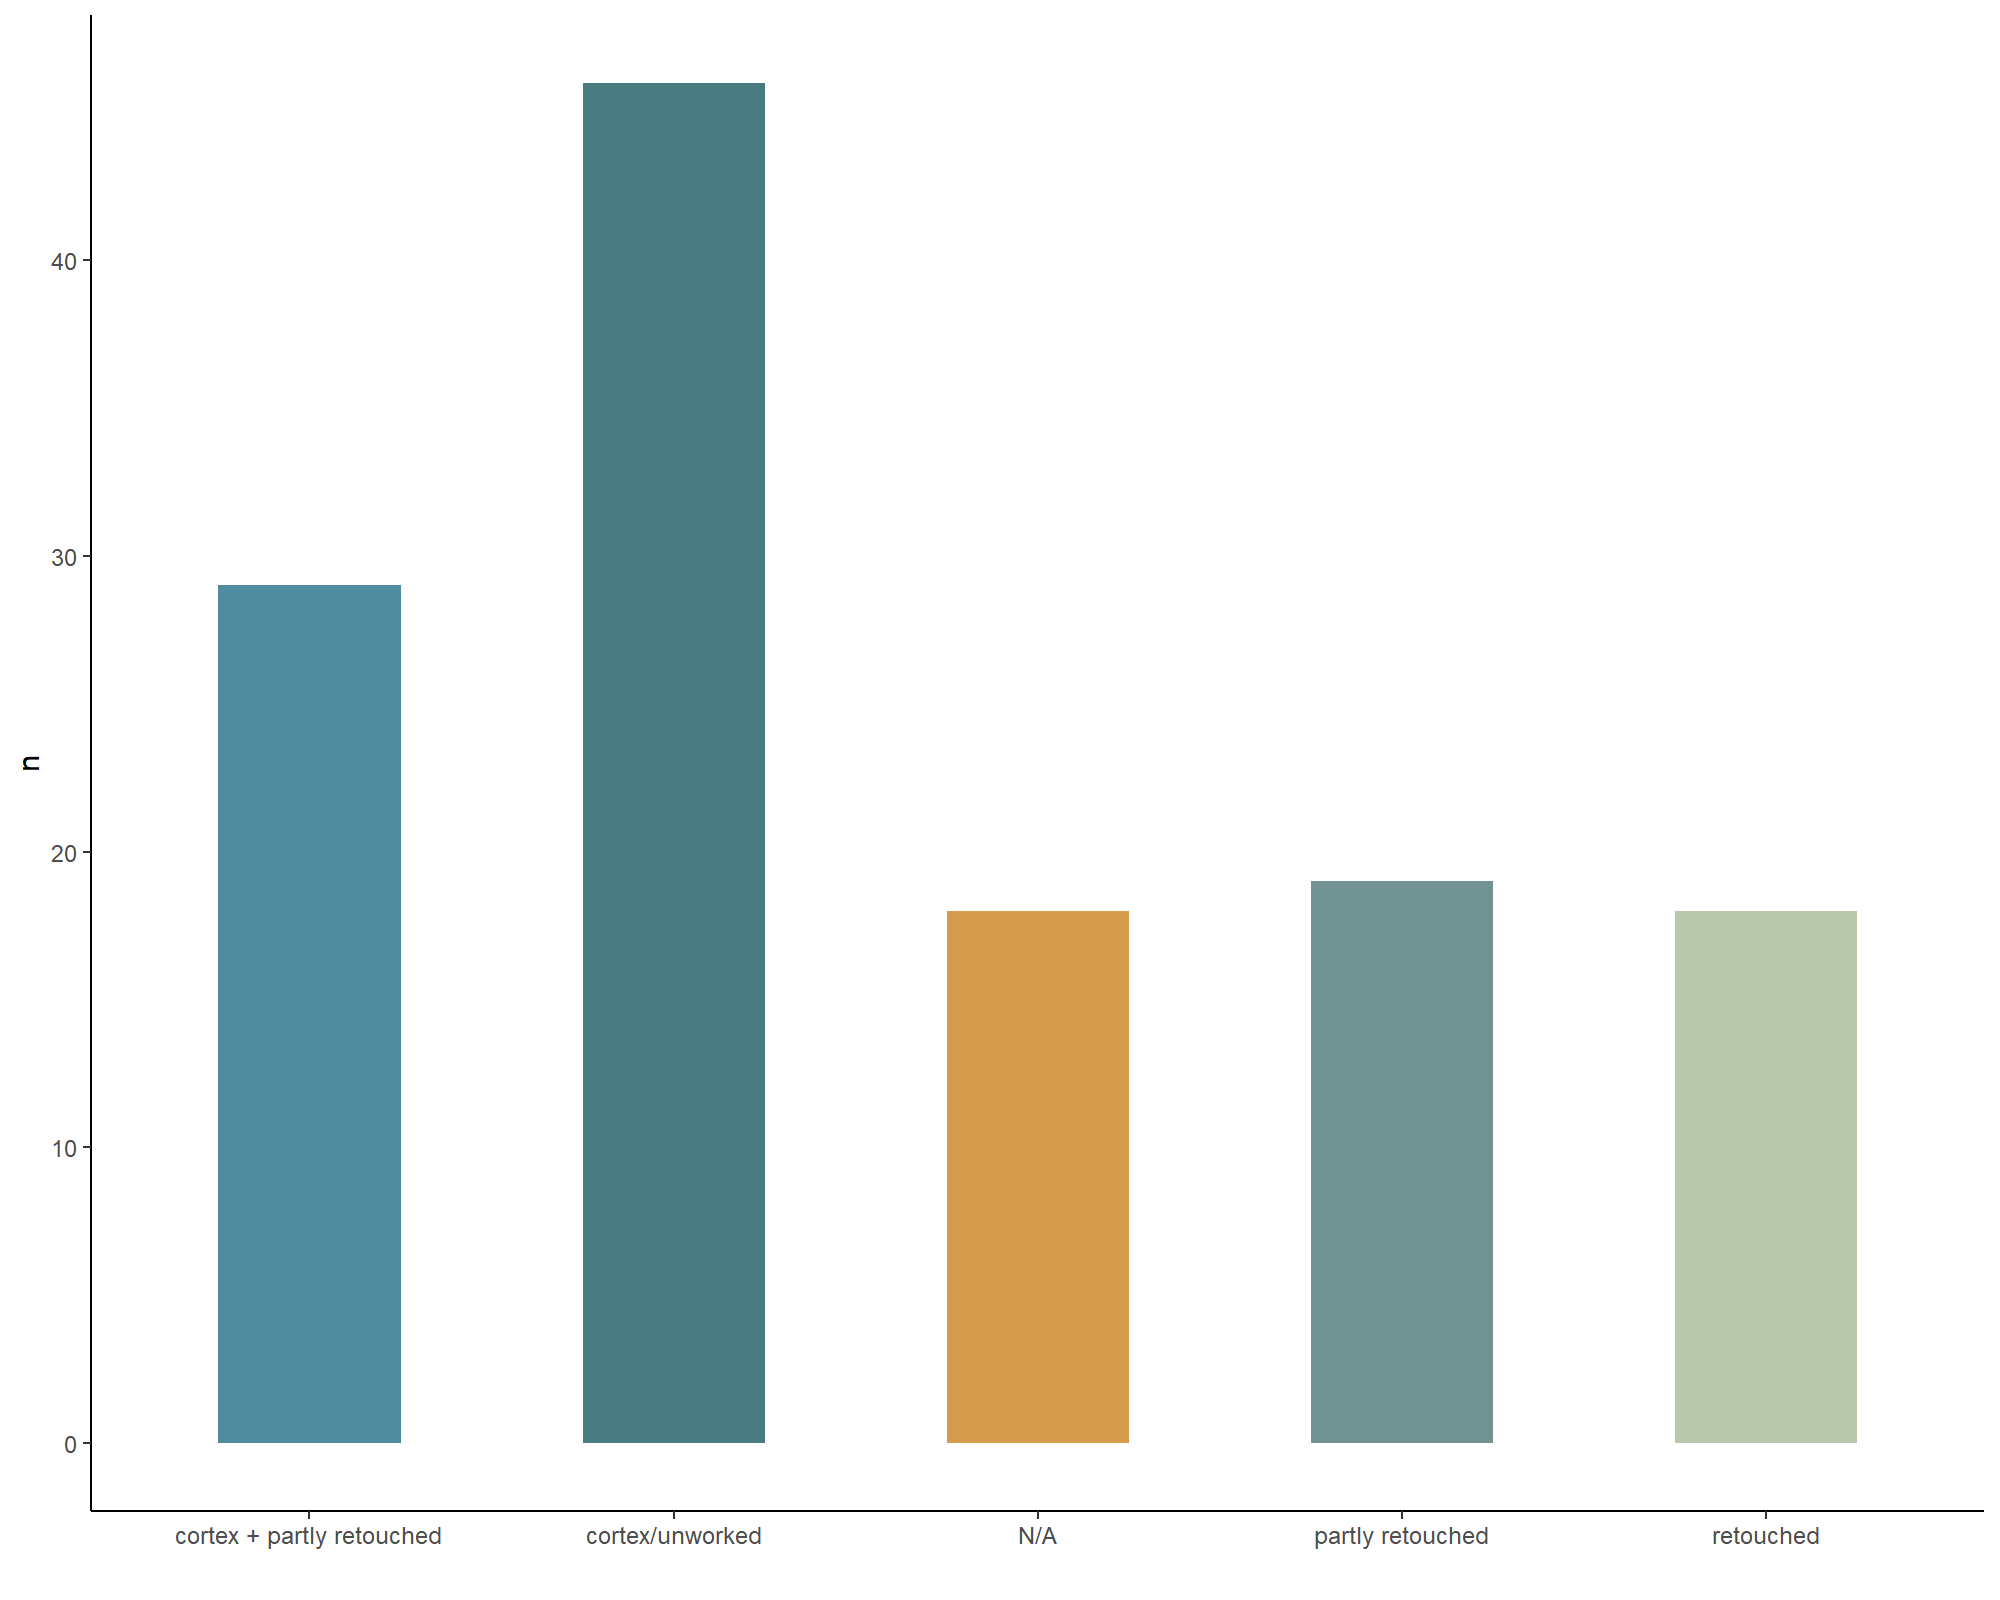 40
30
n
20
10
0
cortex + partly retouched
cortex/unworked
N/A
partly retouched
retouched